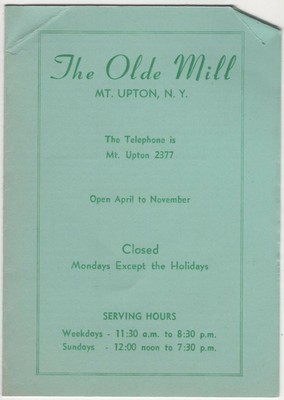 The Olde Mill
MT. UPTON, N. Y.
The Telephone is
Mt. Upton 2377
Open April to November
Closed
Mondays Except the Holidays
SERVING HOURS
Weekdays - 11:30 a.m. to 8:30 p.m.
Sundays - 12:00 noon to 7:30 p.m.